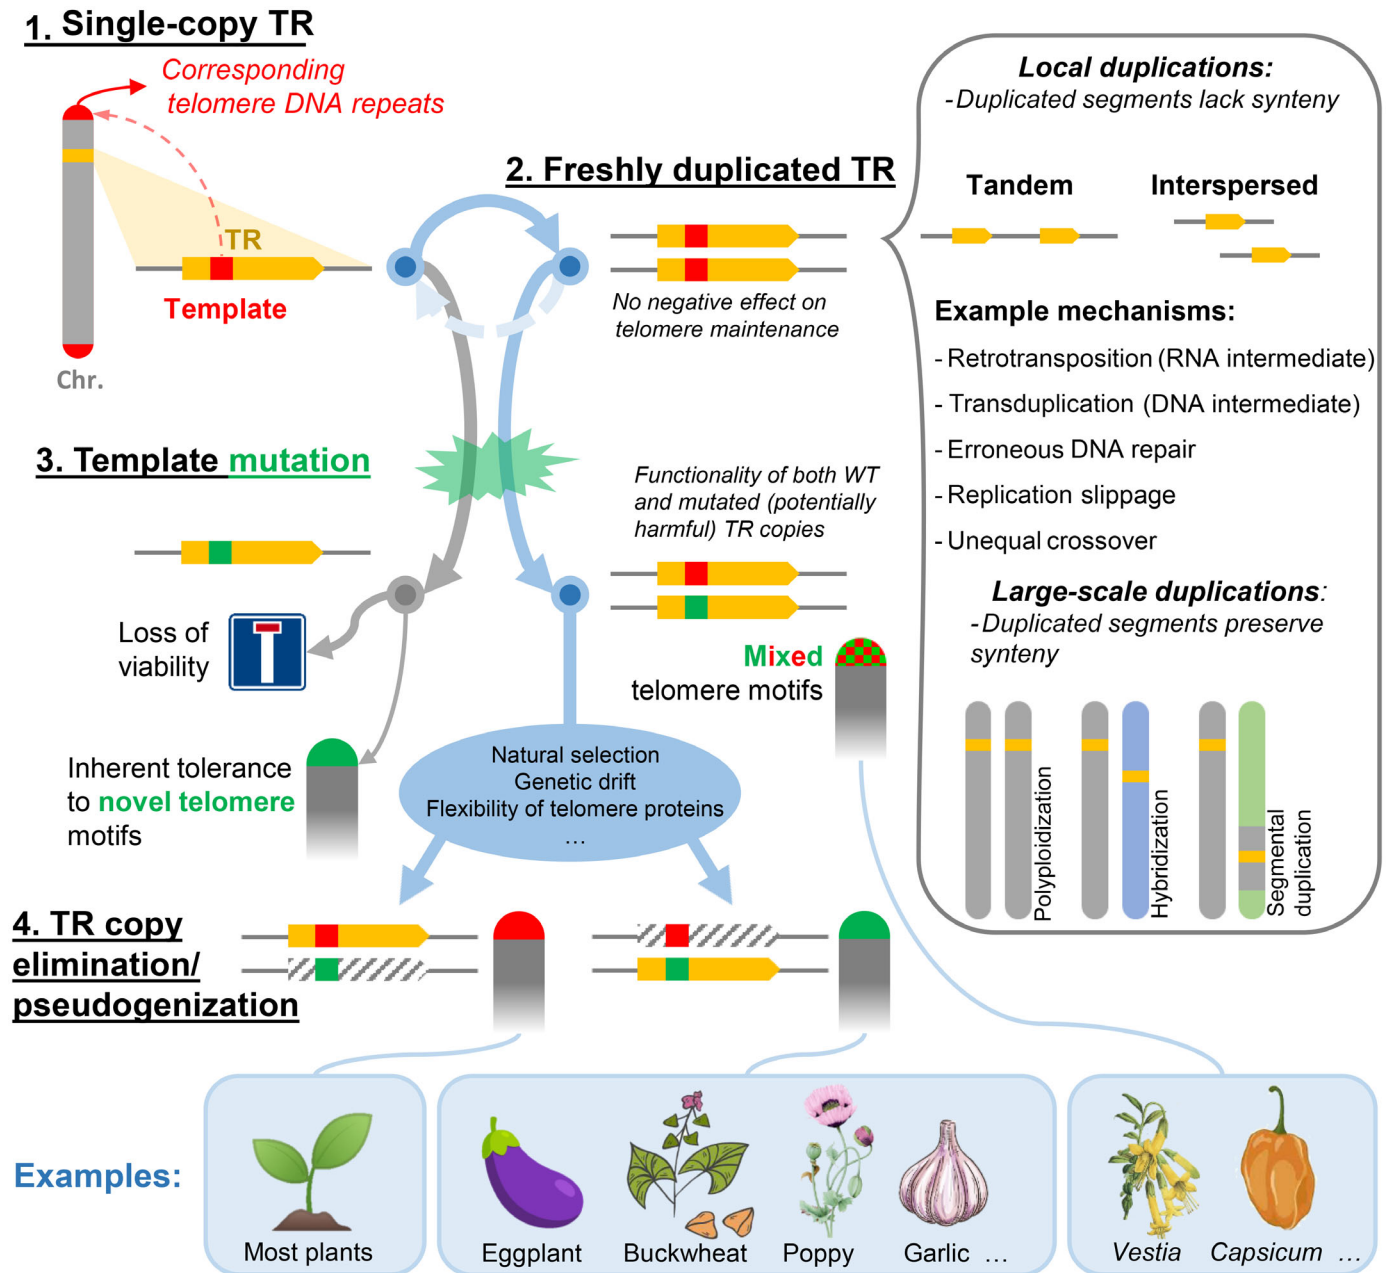 1. Single-copy TR
Corresponding
telomere DNA repeats
TR
Template
Chr.
2. Freshly duplicated TR
No negative effect on
telomere maintenance
Local duplications:
-Duplicated segments lack synteny
Tandem
Interspersed
Example mechanisms:
- Retrotransposition (RNA intermediate)
- Transduplication (DNA intermediate)
- Erroneous DNA repair
- Replication slippage
- Unequal crossover
Large-scale duplications:
-Duplicated segments preserve
synteny
Polyploidization
Hybridization
Segmental
duplication
3. Template mutation
Functionality of both WT
and mutated (potentially
harmful) TR copies
Loss of
viability
Mixed
telomere motifs
Inherent tolerance
to novel telomere
motifs
Natural selection
Genetic drift
Flexibility of telomere proteins
...
4. TR copy
elimination/
pseudogenization
Examples:
Most plants
Eggplant
Buckwheat
Poppy
Garlic ...
Vestia
Capsicum ...